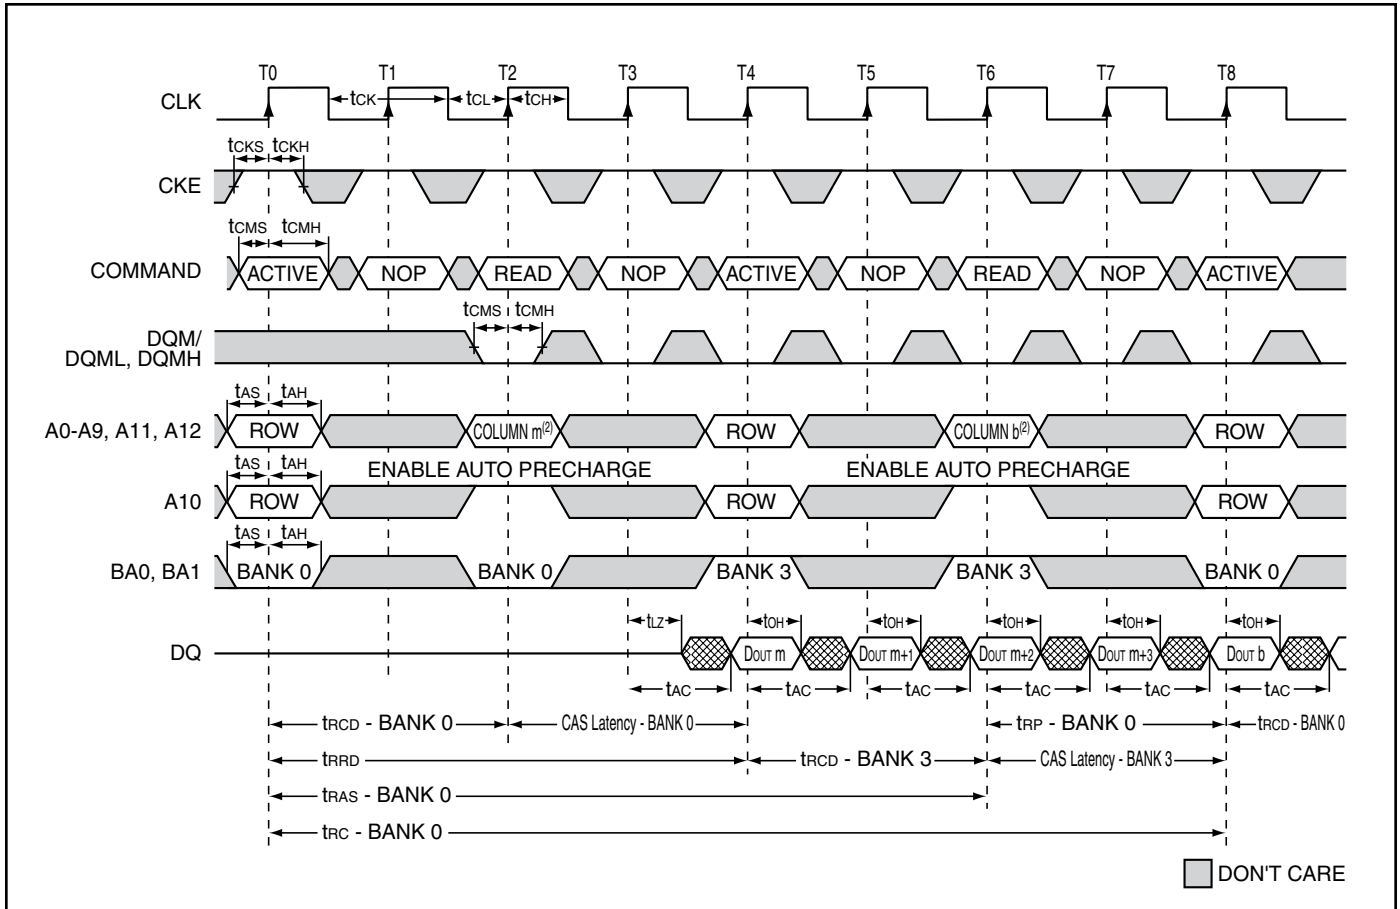 T0 T1 T2 T3 T4 T5 T6 T7 T8
CLK tCK tCL tCH
tCKS tCKH
CKE
tCMS tCMH
COMMAND ACTIVE NOP READ NOP ACTIVE NOP READ NOP ACTIVE
tCMS tCMH
DQM/
DQML, DQMH
tAS tAH
A0-A9, A11, A12 ROW COLUMN m(2) ROW COLUMN b(2) ROW
tAS tAH ENABLE AUTO PRECHARGE ENABLE AUTO PRECHARGE
A10 ROW ROW ROW
tAS tAH
BA0, BA1 BANK 0 BANK 0 BANK 3 BANK 3 BANK 0
tLZ tOH tOH tOH tOH tOH
DQ DOUT m DOUT m+1 DOUT m+2 DOUT m+3 DOUT b
tAC tAC tAC tAC tAC tAC
tRCD - BANK 0 CAS Latency - BANK 0 tRP - BANK 0 tRCD - BANK 0
tRRD tRCD - BANK 3 CAS Latency - BANK 3
tRAS - BANK 0
tRC - BANK 0
DON'T CARE